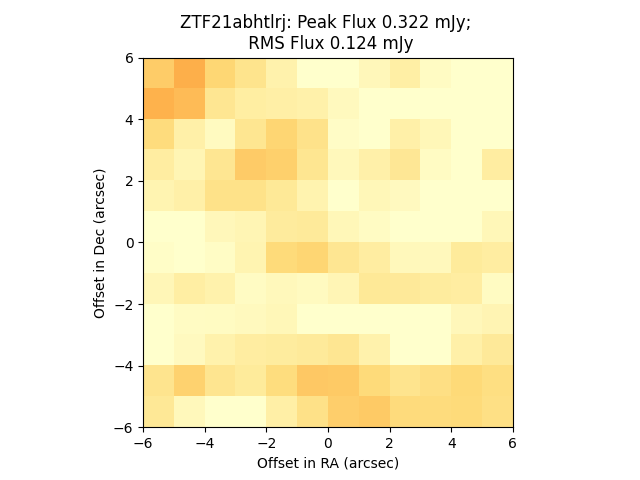 ZTF21abhtlrj: Peak Flux 0.322 mJy;
RMS Flux 0.124 mJy
6
4
2
0
−2
−4
−6
Offset in Dec (arcsec)
−6 −4 −2 0 2 4 6
Offset in RA (arcsec)